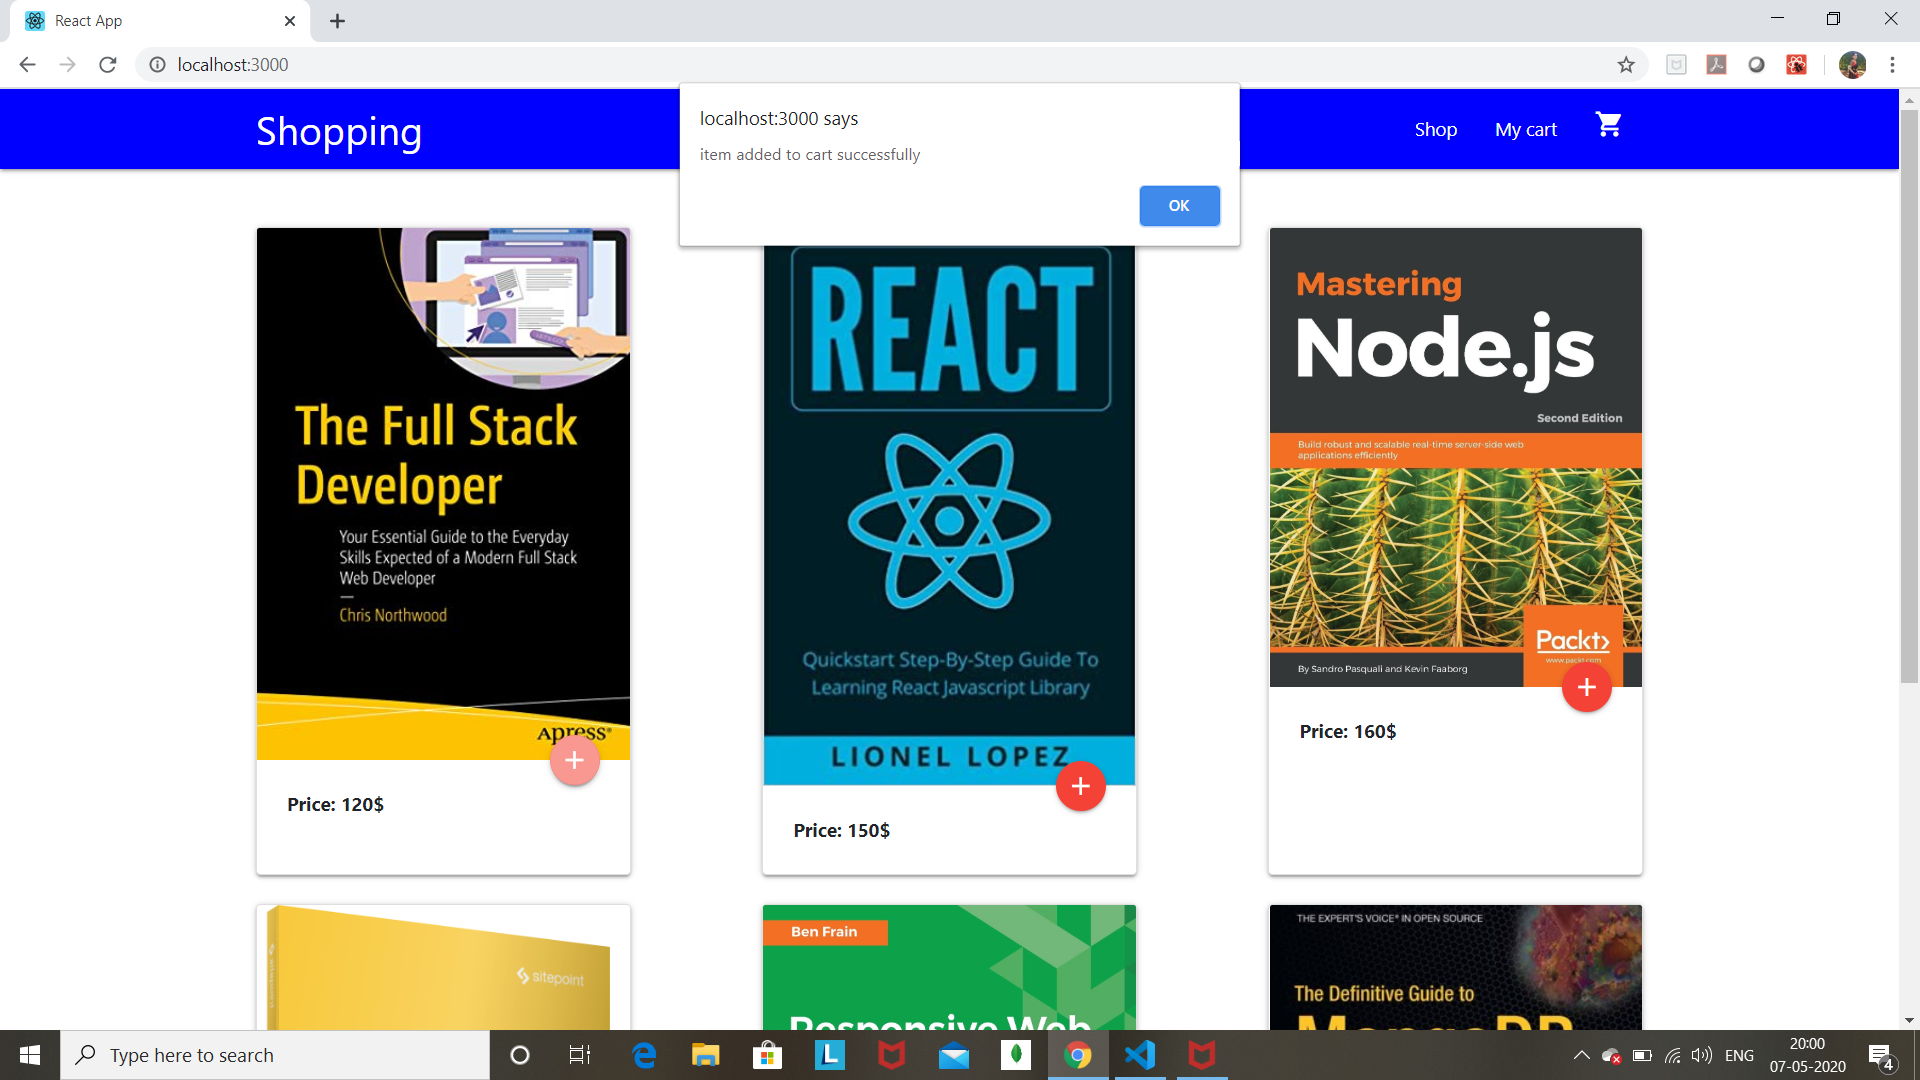 React App
localhost:3000
Shopping
Shop
My cart
localhost:3000 says
item added to cart successfully
OK
The Full Stack
Developer
Your Essential Guide to the Everyday
Skills Expected of a Modern Full Stack
Web Developer
Chris Northwood
Apress®
Price: 120$
REACT
Quickstart Step-By-Step Guide To
Learning React Javascript Library
LIONEL LOPEZ
Price: 150$
Mastering
Node.js
Second Edition
Build robust and scalable real-time server-side web
applications efficiently
Packt>
www.packt.com
By Sandro Pasquali and Kevin Faaborg
Price: 160$
sitepoint
Ben Frain
Responsive Web
THE EXPERT'S VOICE® IN OPEN SOURCE
The Definitive Guide to
MongoDB
Type here to search
L
ENG
20:00
07-05-2020
4